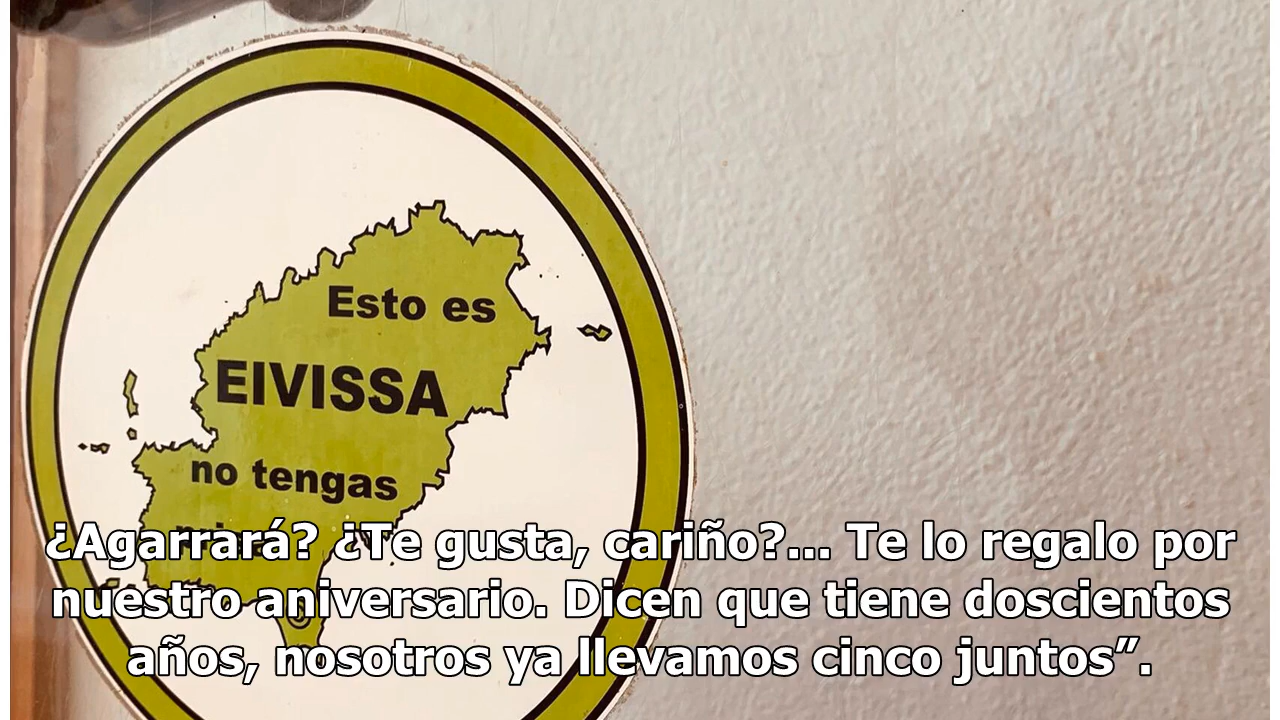 Esto es
EIVISSA
no tengas
¿Agarrará? ¿Te gusta, cariño?... Te lo regalo por
nuestro aniversario. Dicen que tiene doscientos
años, nosotros ya llevamos cinco juntos”.